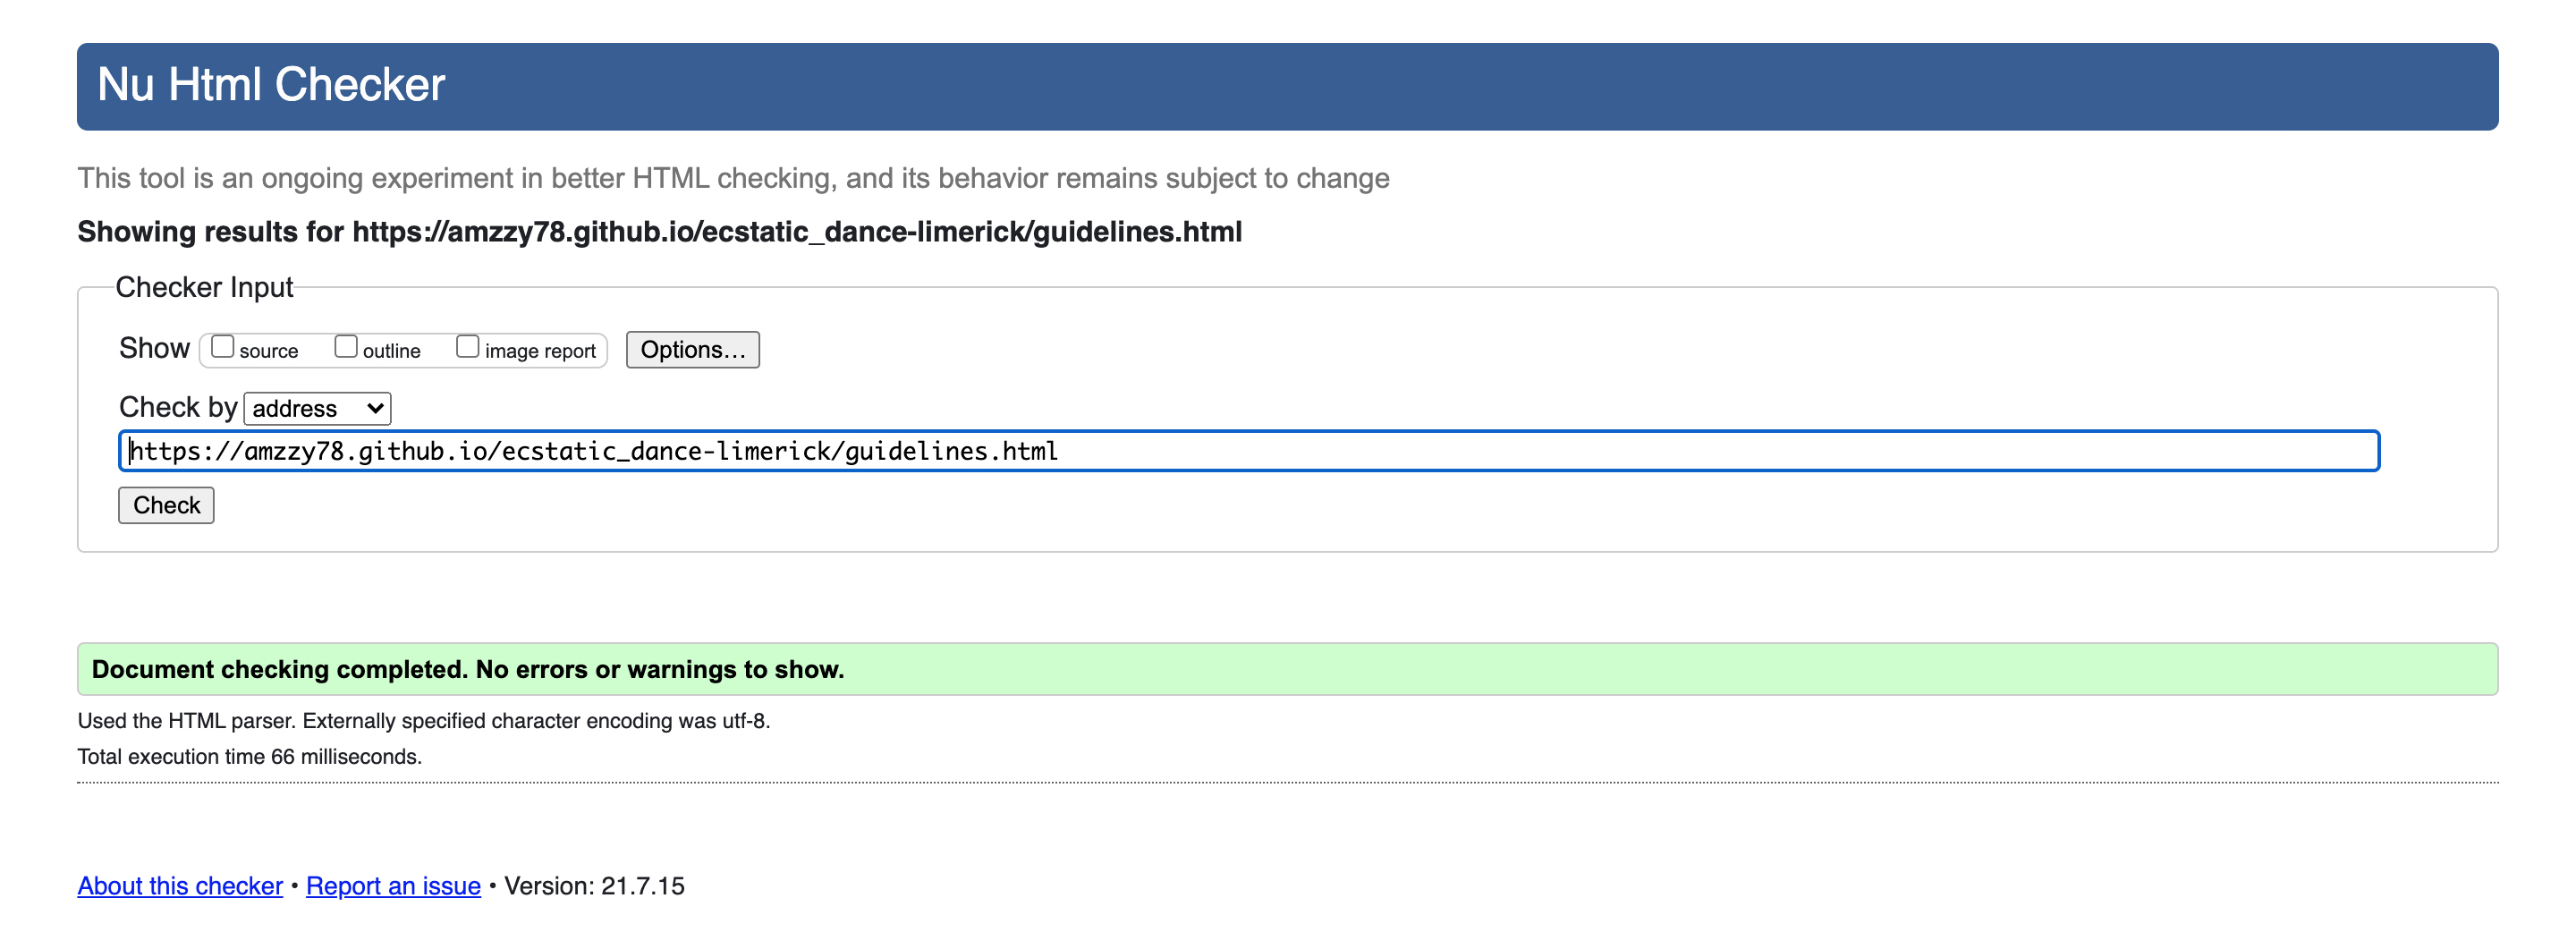 Nu Html Checker
This tool is an ongoing experiment in better HTML checking, and its behavior remains subject to change
Showing results for https://amzzy78.github.io/ecstatic_dance-limerick/guidelines.html
Checker Input
Show source outline image report Options...
Check by address
https://amzzy78.github.io/ecstatic_dance-limerick/guidelines.html
Check
Document checking completed. No errors or warnings to show.
Used the HTML parser. Externally specified character encoding was utf-8.
Total execution time 66 milliseconds.
About this checker • Report an issue • Version: 21.7.15